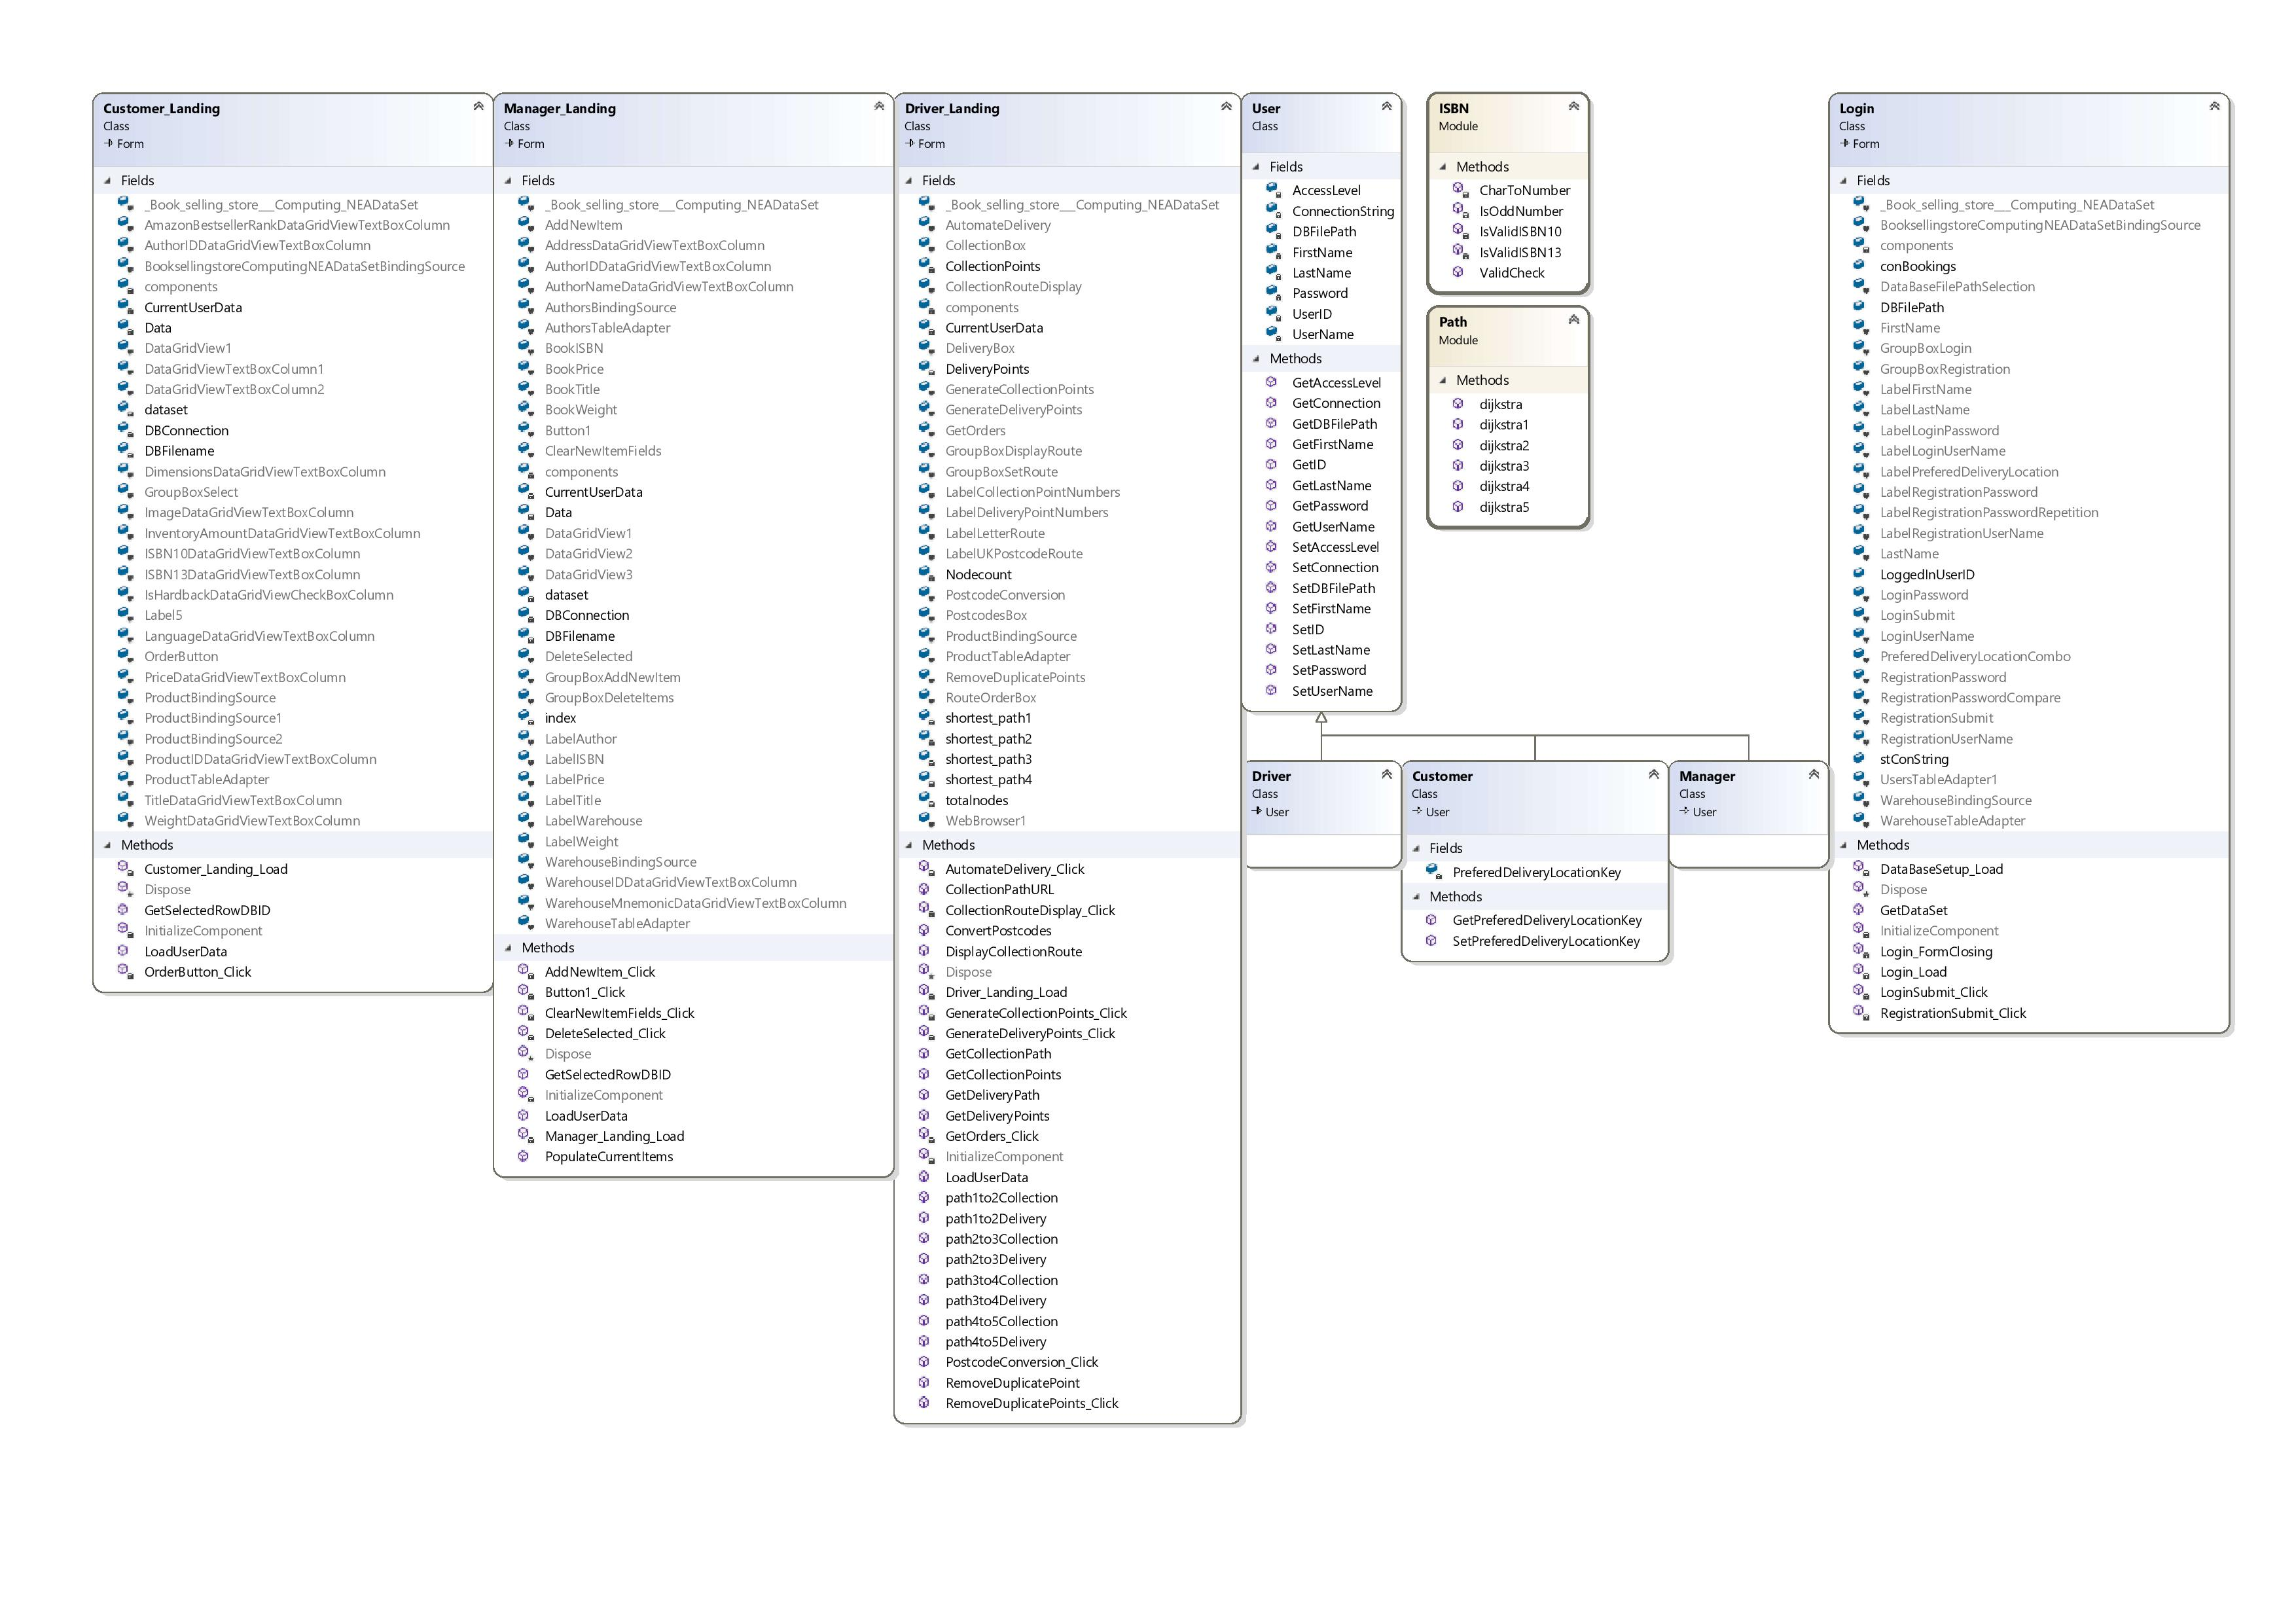 Customer_Landing
Class
Form
Fields
_Book_selling_store___Computing_NEADataSet
AmazonBestsellerRankDataGridViewTextBoxColumn
AuthorIDDataGridViewTextBoxColumn
BooksellingstoreComputingNEADataSetBindingSource
components
CurrentUserData
Data
DataGridView1
DataGridViewTextBoxColumn1
DataGridViewTextBoxColumn2
dataset
DBConnection
DBFilename
DimensionsDataGridViewTextBoxColumn
GroupBoxSelect
ImageDataGridViewTextBoxColumn
InventoryAmountDataGridViewTextBoxColumn
ISBN10DataGridViewTextBoxColumn
ISBN13DataGridViewTextBoxColumn
IsHardbackDataGridViewCheckBoxColumn
Label5
LanguageDataGridViewTextBoxColumn
OrderButton
PriceDataGridViewTextBoxColumn
ProductBindingSource
ProductBindingSource1
ProductBindingSource2
ProductIDDataGridViewTextBoxColumn
ProductTableAdapter
TitleDataGridViewTextBoxColumn
WeightDataGridViewTextBoxColumn
Methods
Customer_Landing_Load
Dispose
GetSelectedRowDBID
InitializeComponent
LoadUserData
OrderButton_Click
Manager_Landing
Class
Form
Fields
_Book_selling_store___Computing_NEADataSet
AddNewItem
AddressDataGridViewTextBoxColumn
AuthorIDDataGridViewTextBoxColumn
AuthorNameDataGridViewTextBoxColumn
AuthorsBindingSource
AuthorsTableAdapter
BookISBN
BookPrice
BookTitle
BookWeight
Button1
ClearNewItemFields
components
CurrentUserData
Data
DataGridView1
DataGridView2
DataGridView3
dataset
DBConnection
DBFilename
DeleteSelected
GroupBoxAddNewItem
GroupBoxDeleteItems
index
LabelAuthor
LabelISBN
LabelPrice
LabelTitle
LabelWarehouse
LabelWeight
WarehouseBindingSource
WarehouseIDDataGridViewTextBoxColumn
WarehouseMnemonicDataGridViewTextBoxColumn
WarehouseTableAdapter
Methods
AddNewItem_Click
Button1_Click
ClearNewItemFields_Click
DeleteSelected_Click
Dispose
GetSelectedRowDBID
InitializeComponent
LoadUserData
Manager_Landing_Load
PopulateCurrentItems
Driver_Landing
Class
Form
Fields
_Book_selling_store___Computing_NEADataSet
AutomateDelivery
CollectionBox
CollectionPoints
CollectionRouteDisplay
components
CurrentUserData
DeliveryBox
DeliveryPoints
GenerateCollectionPoints
GenerateDeliveryPoints
GetOrders
GroupBoxDisplayRoute
GroupBoxSetRoute
LabelCollectionPointNumbers
LabelDeliveryPointNumbers
LabelLetterRoute
LabelUKPostcodeRoute
Nodecount
PostcodeConversion
PostcodesBox
ProductBindingSource
ProductTableAdapter
RemoveDuplicatePoints
RouteOrderBox
shortest_path1
shortest_path2
shortest_path3
shortest_path4
totalnodes
WebBrowser1
Methods
AutomateDelivery_Click
CollectionPathURL
CollectionRouteDisplay_Click
ConvertPostcodes
DisplayCollectionRoute
Dispose
Driver_Landing_Load
GenerateCollectionPoints_Click
GenerateDeliveryPoints_Click
GetCollectionPath
GetCollectionPoints
GetDeliveryPath
GetDeliveryPoints
GetOrders_Click
InitializeComponent
LoadUserData
path1to2Collection
path1to2Delivery
path2to3Collection
path2to3Delivery
path3to4Collection
path3to4Delivery
path4to5Collection
path4to5Delivery
PostcodeConversion_Click
RemoveDuplicatePoint
RemoveDuplicatePoints_Click
User
Class
Fields
AccessLevel
ConnectionString
DBFilePath
FirstName
LastName
Password
UserID
UserName
Methods
GetAccessLevel
GetConnection
GetDBFilePath
GetFirstName
GetID
GetLastName
GetPassword
GetUserName
SetAccessLevel
SetConnection
SetDBFilePath
SetFirstName
SetID
SetLastName
SetPassword
SetUserName
ISBN
Module
Methods
CharToNumber
IsOddNumber
IsValidISBN10
IsValidISBN13
ValidCheck
Path
Module
Methods
dijkstra
dijkstra1
dijkstra2
dijkstra3
dijkstra4
dijkstra5
Driver
Class
User
Customer
Class
User
Fields
PreferedDeliveryLocationKey
Methods
GetPreferedDeliveryLocationKey
SetPreferedDeliveryLocationKey
Manager
Class
User
Login
Class
Form
Fields
_Book_selling_store___Computing_NEADataSet
BooksellingstoreComputingNEADataSetBindingSource
components
conBookings
DataBaseFilePathSelection
DBFilePath
FirstName
GroupBoxLogin
GroupBoxRegistration
LabelFirstName
LabelLastName
LabelLoginPassword
LabelLoginUserName
LabelPreferedDeliveryLocation
LabelRegistrationPassword
LabelRegistrationPasswordRepetition
LabelRegistrationUserName
LastName
LoggedInUserID
LoginPassword
LoginSubmit
LoginUserName
PreferedDeliveryLocationCombo
RegistrationPassword
RegistrationPasswordCompare
RegistrationSubmit
RegistrationUserName
stConString
UsersTableAdapter1
WarehouseBindingSource
WarehouseTableAdapter
Methods
DataBaseSetup_Load
Dispose
GetDataSet
InitializeComponent
Login_FormClosing
Login_Load
LoginSubmit_Click
RegistrationSubmit_Click